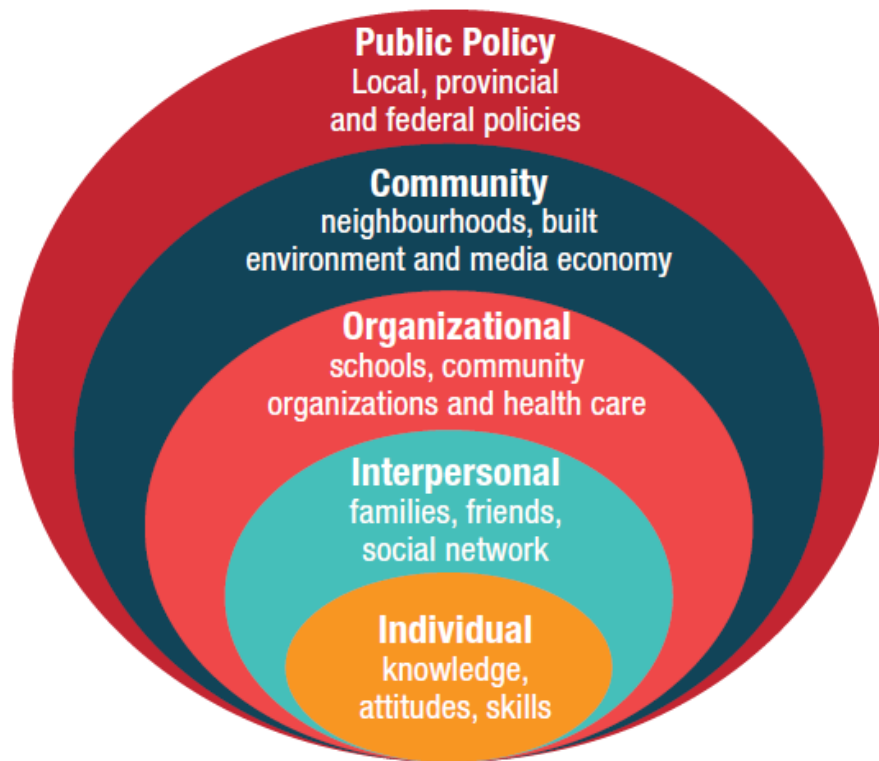 Public Policy
Local, provincial
and federal policies
Community
neighbourhoods, built
environment and media economy
Organizational
schools, community
organizations and health care
Interpersonal
families, friends,
social network
Individual
knowledge,
attitudes, skills